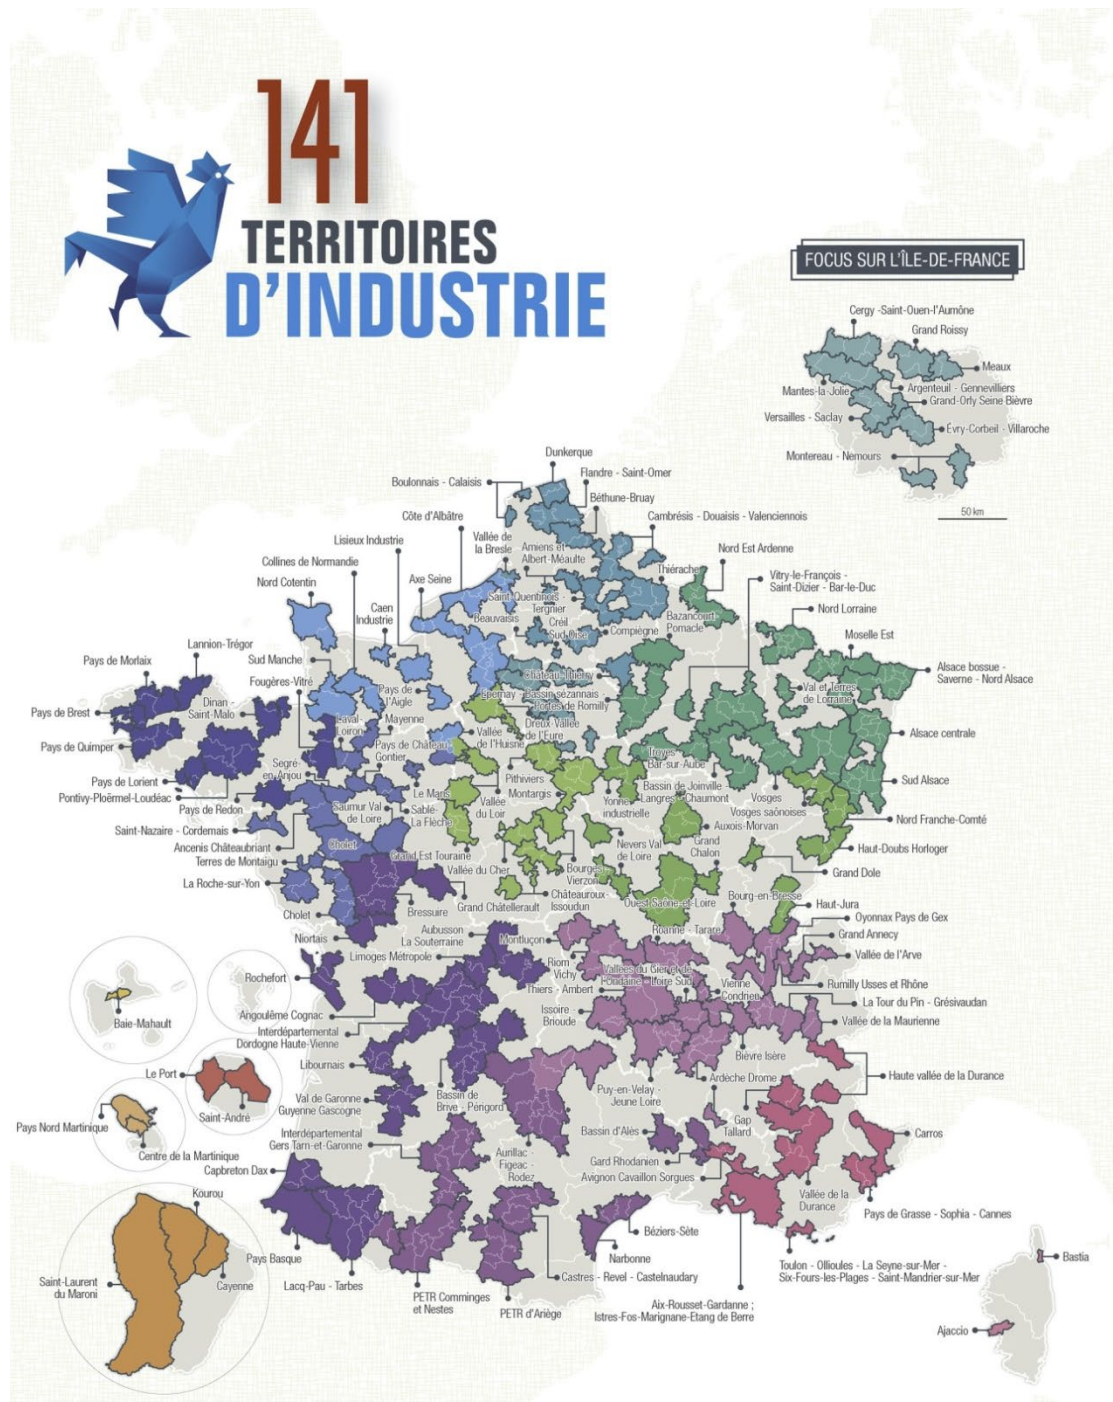 141
TERRITOIRES
D'INDUSTRIE
FOCUS SUR L'ÎLE-DE-FRANCE
Cergy -Saint-Ouen-l'Aumône
Grand Roissy
Meaux
Mantes-la-Jolie
Argenteuil - Gennevilliers
Grand-Orly Seine Bièvre
Versailles - Saclay
Évry-Corbeil - Villaroche
Montereau - Nemours
50 km
Dunkerque
Flandre - Saint-Omer
Boulonnais - Calaisis
Béthune-Bruay
Côte d'Albâtre
Cambrésis - Douaisis - Valenciennois
Lisieux Industrie
Vallée de
la Bresle
Amiens et
Albert-Méaulte
Nord Est Ardenne
Collines de Normandie
Thiérache
Nord Cotentin
Axe Seine
Vitry-le-François -
Saint-Dizier - Bar-le-Duc
Caen
Industrie
Saint-Quentinois -
Tergnier
Beauvaisis
Créil
Sud Oise
Compiègne
Bazancourt
Pomacle
Nord Lorraine
Moselle Est
Lannion-Trégor
Pays de Morlaix
Sud Manche
Château-Thierry
Alsace bossue -
Saverne - Nord Alsace
Fougères-Vitré
Pays de
l'Aigle
Epernay - Bassin sézannais -
Portes de Romilly
Val et Terres
de Lorraine
Pays de Brest
Dinan -
Saint-Malo
Laval-
Loiron
Mayenne
Dreux-Vallée
de l'Eure
Alsace centrale
Pays de Quimper
Pays de Château
Gontier
Vallée
de l'Huisne
Troyes-
Bar-sur-Aube
Segré-
en-Anjou
Pays de Lorient
Pithiviers
Bassin de Joinville -
Langres - Chaumont
Sud Alsace
Pontivy-Ploërmel-Loudéac
Le Mans
Montargis
Vosges
Pays de Redon
Saumur Val
de Loire
Sablé-
La Flèche
Vallée
du Loir
Yonne
industrielle
Vosges saônoises
Nord Franche-Comté
Saint-Nazaire - Cordemais
Auxois-Morvan
Ancenis Châteaubriant
Cholet
Nevers Val
de Loire
Grand
Chalon
Haut-Doubs Horloger
Terres de Montaigu
Grand Est Touraine
Vallée du Cher
Bourges
Vierzon
Grand Dole
La Roche-sur-Yon
Châteauroux-
Issoudun
Ouest Saône-et-Loire
Bourg-en-Bresse
Haut-Jura
Cholet
Bressuire
Grand Châtellerault
Oyonnax Pays de Gex
Niortais
Aubusson
La Souterraine
Montluçon
Roanne - Tarare
Grand Annecy
Limoges Métropole
Vallée de l'Arve
Rochefort
Riom
Vichy
Vallées du Gier et de
l'Ondaine - Loire Sud
Vienne
Condrieu
Rumilly Usses et Rhône
Thiers - Ambert
La Tour du Pin - Grésivaudan
Baie-Mahault
Angoulême Cognac
Issoire -
Brioude
Vallée de la Maurienne
Interdépartemental
Dordogne Haute-Vienne
Bièvre Isère
Libournais
Le Port
Ardèche Drome
Haute vallée de la Durance
Val de Garonne
Guyenne Gascogne
Bassin de
Brive - Périgord
Puy-en-Velay -
Jeune Loire
Saint-André
Gap
Tallard
Pays Nord Martinique
Interdépartemental
Gers Tarn-et-Garonne
Bassin d'Alès
Carros
Centre de la Martinique
Aurillac -
Figeac -
Rodez
Gard Rhodanien
Capbreton Dax
Avignon Cavaillon Sorgues
Kourou
Vallée de la
Durance
Pays de Grasse - Sophia - Cannes
Béziers-Sète
Pays Basque
Narbonne
Bastia
Saint-Laurent
du Maroni
Cayenne
Lacq-Pau - Tarbes
Castres - Revel - Castelnaudary
Toulon - Ollioules - La Seyne-sur-Mer -
Six-Fours-les-Plages - Saint-Mandrier-sur-Mer
PETR Comminges
et Nestes
PETR d'Ariège
Aix-Rousset-Gardanne ;
Istres-Fos-Marignane-Etang de Berre
Ajaccio